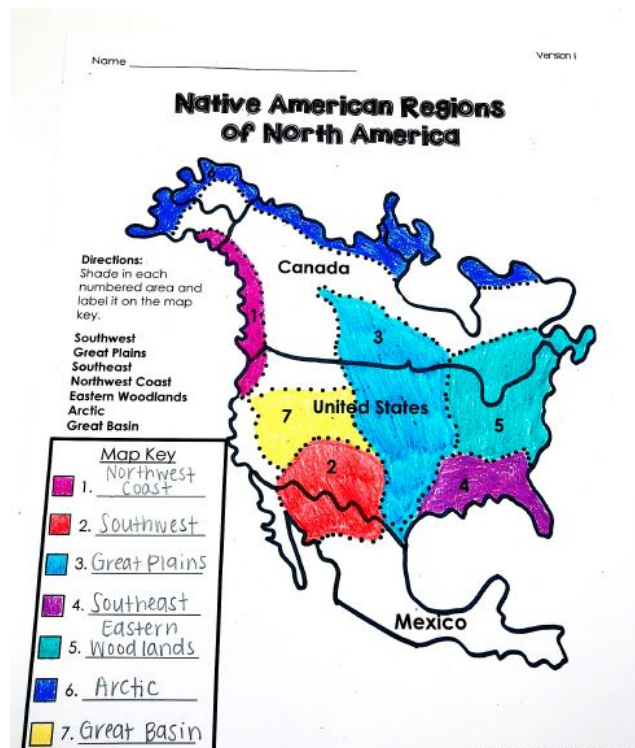 Name
Version 1
Native American Regions
of North America
Directions:
Shade in each
numbered area and
label it on the map
key.
Southwest
Great Plains
Southeast
Northwest Coast
Eastern Woodlands
Arctic
Great Basin
6
Canada
1
3
7
United States
5
2
4
Mexico
Map Key
1. Northwest
Coast
2. Southwest
3. Great Plains
4. Southeast
Eastern
5. Woodlands
6. Arctic
7. Great Basin